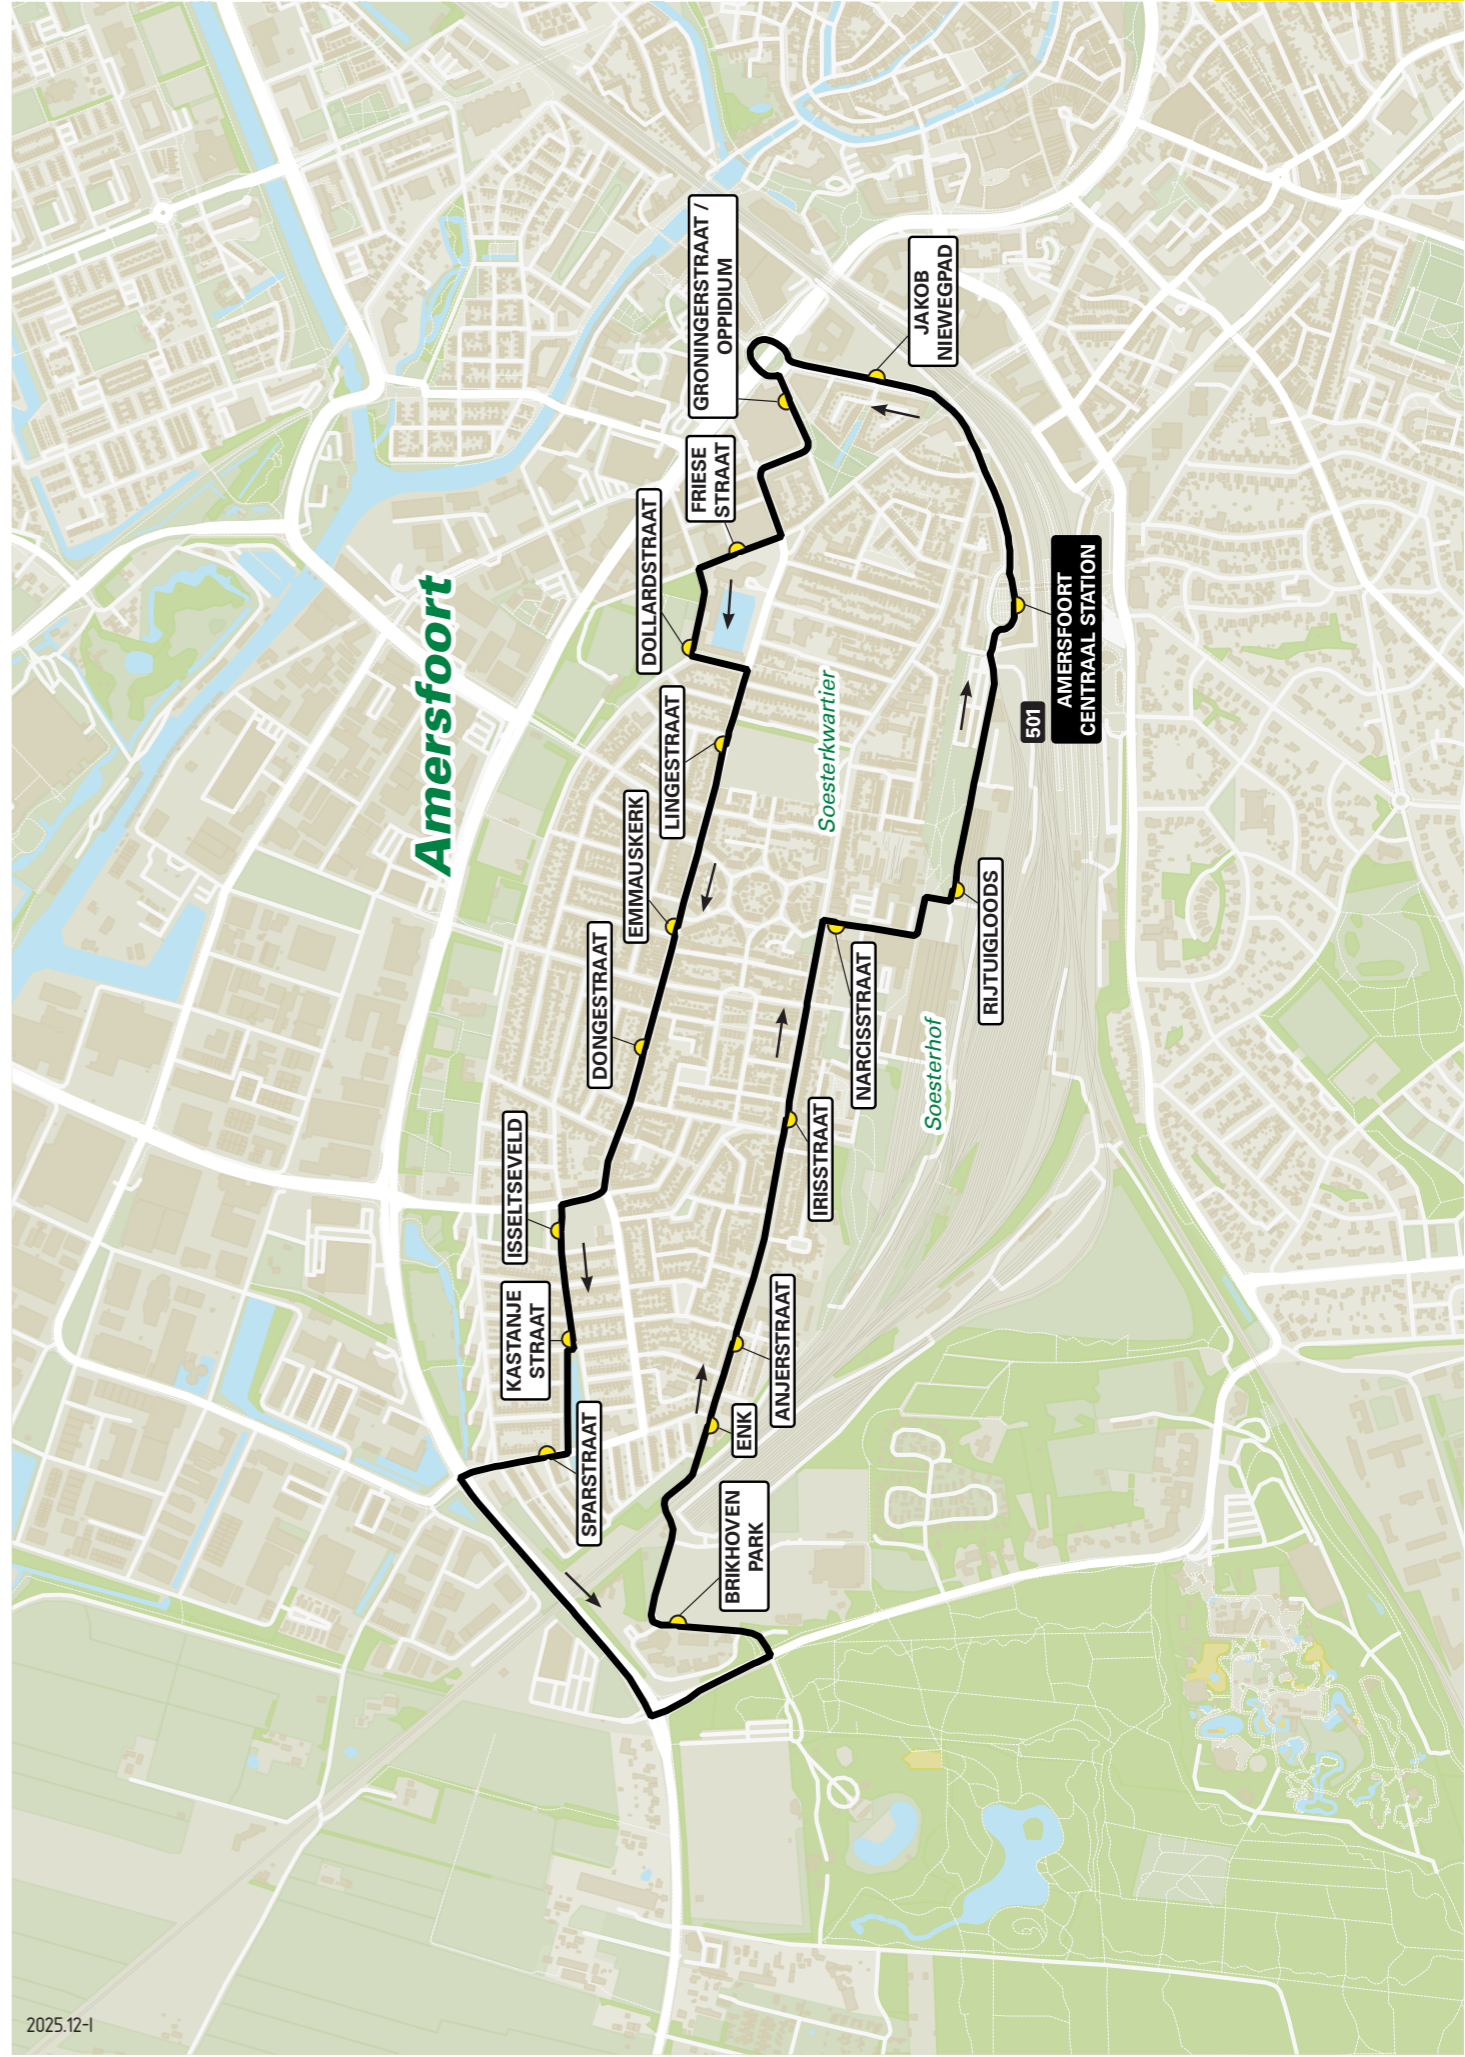 Amersfoort
GRONINGERSTRAAT /
OPPIDIUM
JAKOB
NIEWEGPAD
FRIESE
STRAAT
DOLLARDSTRAAT
LINGESTRAAT
EMMAUSKERK
DONGESTRAAT
ISSELTSEVELD
KASTANJE
STRAAT
SPARSTRAAT
BRIKHOVEN
PARK
ENK
ANJERSTRAAT
IRISSTRAAT
NARCISSTRAAT
RIJTUIGLOODS
Soesterkwartier
Soesterhof
501
AMERSFOORT
CENTRAAL STATION
2025.12-I